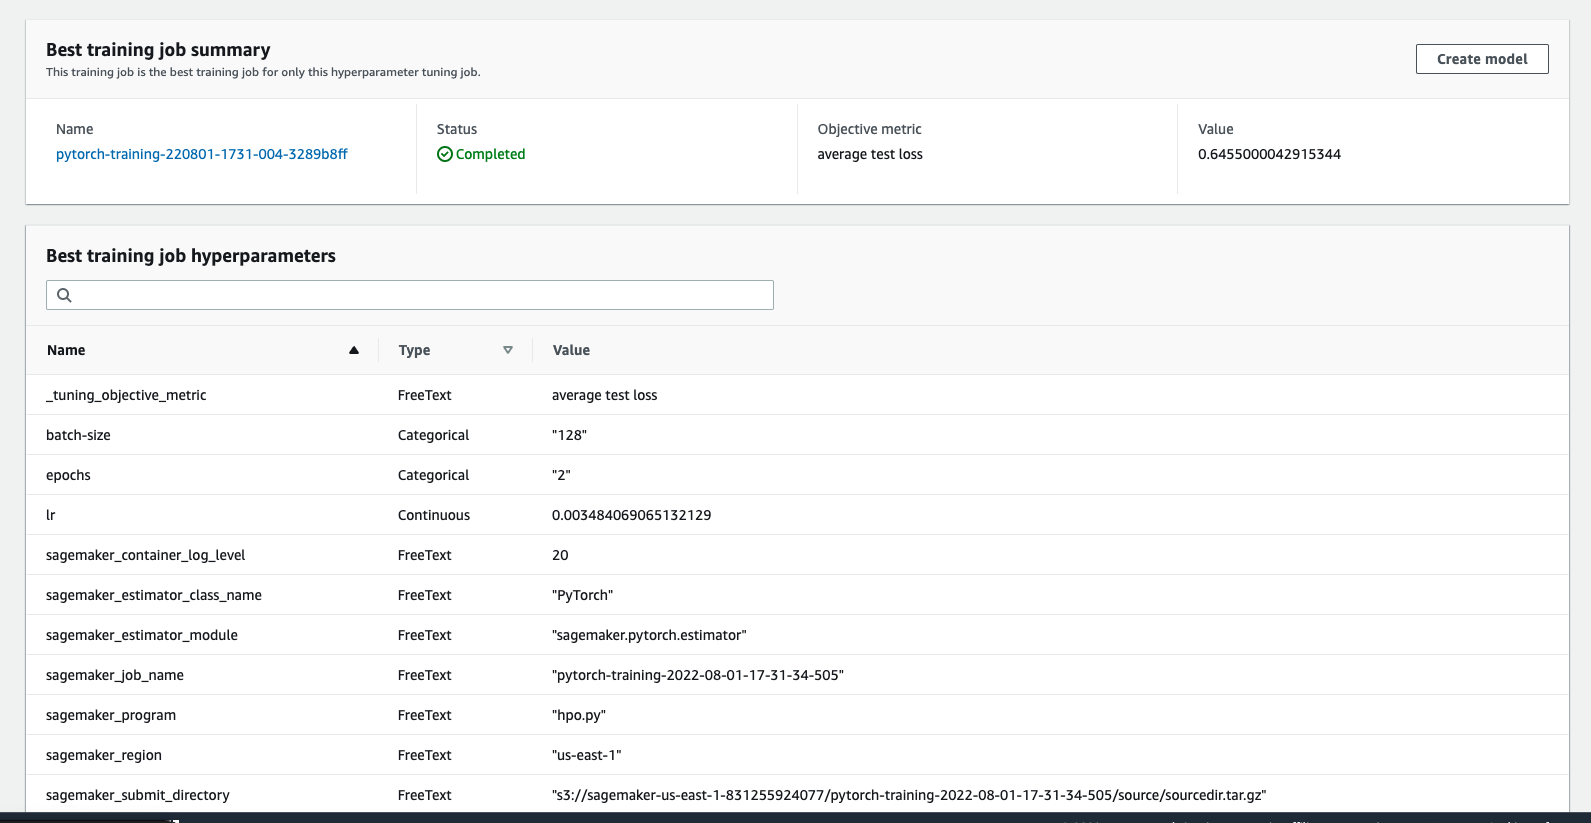 Best training job summary
This training job is the best training job for only this hyperparameter tuning job.
Create model
Name Status Objective metric Value
pytorch-training-220801-1731-004-3289b8ff Completed average test loss 0.6455000042915344
Best training job hyperparameters
Name Type Value
_tuning_objective_metric FreeText average test loss
batch-size Categorical "128"
epochs Categorical "2"
lr Continuous 0.003484069065132129
sagemaker_container_log_level FreeText 20
sagemaker_estimator_class_name FreeText "PyTorch"
sagemaker_estimator_module FreeText "sagemaker.pytorch.estimator"
sagemaker_job_name FreeText "pytorch-training-2022-08-01-17-31-34-505"
sagemaker_program FreeText "hpo.py"
sagemaker_region FreeText "us-east-1"
sagemaker_submit_directory FreeText "s3://sagemaker-us-east-1-831255924077/pytorch-training-2022-08-01-17-31-34-505/source/sourcedir.tar.gz"